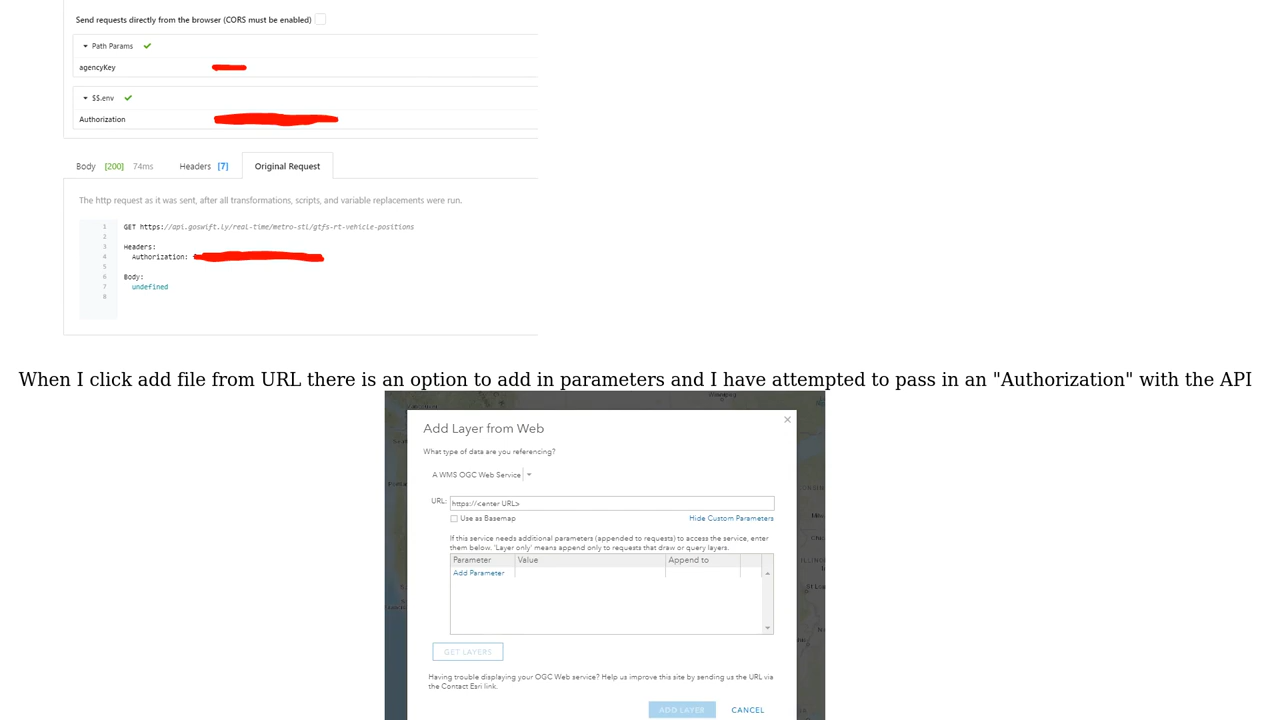 Send requests directly from the browser (CORS must be enabled)
Path Params
agencyKey
$$.env
Authorization
Body [200] 74ms Headers [7] Original Request
The http request as it was sent, after all transformations, scripts, and variable replacements were run.
1 GET https://api.goswift.ly/real-time/metro-stl/gtfs-rt-vehicle-positions
2
3 Headers:
4 Authorization:
5
6 Body:
7 undefined
8
When I click add file from URL there is an option to add in parameters and I have attempted to pass in an "Authorization" with the API
Add Layer from Web
What type of data are you referencing?
A WMS OGC Web Service
URL: https://<enter URL>
Use as Basemap Hide Custom Parameters
If this service needs additional parameters (appended to requests) to access the service, enter
them below. 'Layer only' means append only to requests that draw or query layers.
Parameter Value Append to
Add Parameter
GET LAYERS
Having trouble displaying your OGC Web service? Help us improve this site by sending us the URL via
the Contact Esri link.
ADD LAYER CANCEL